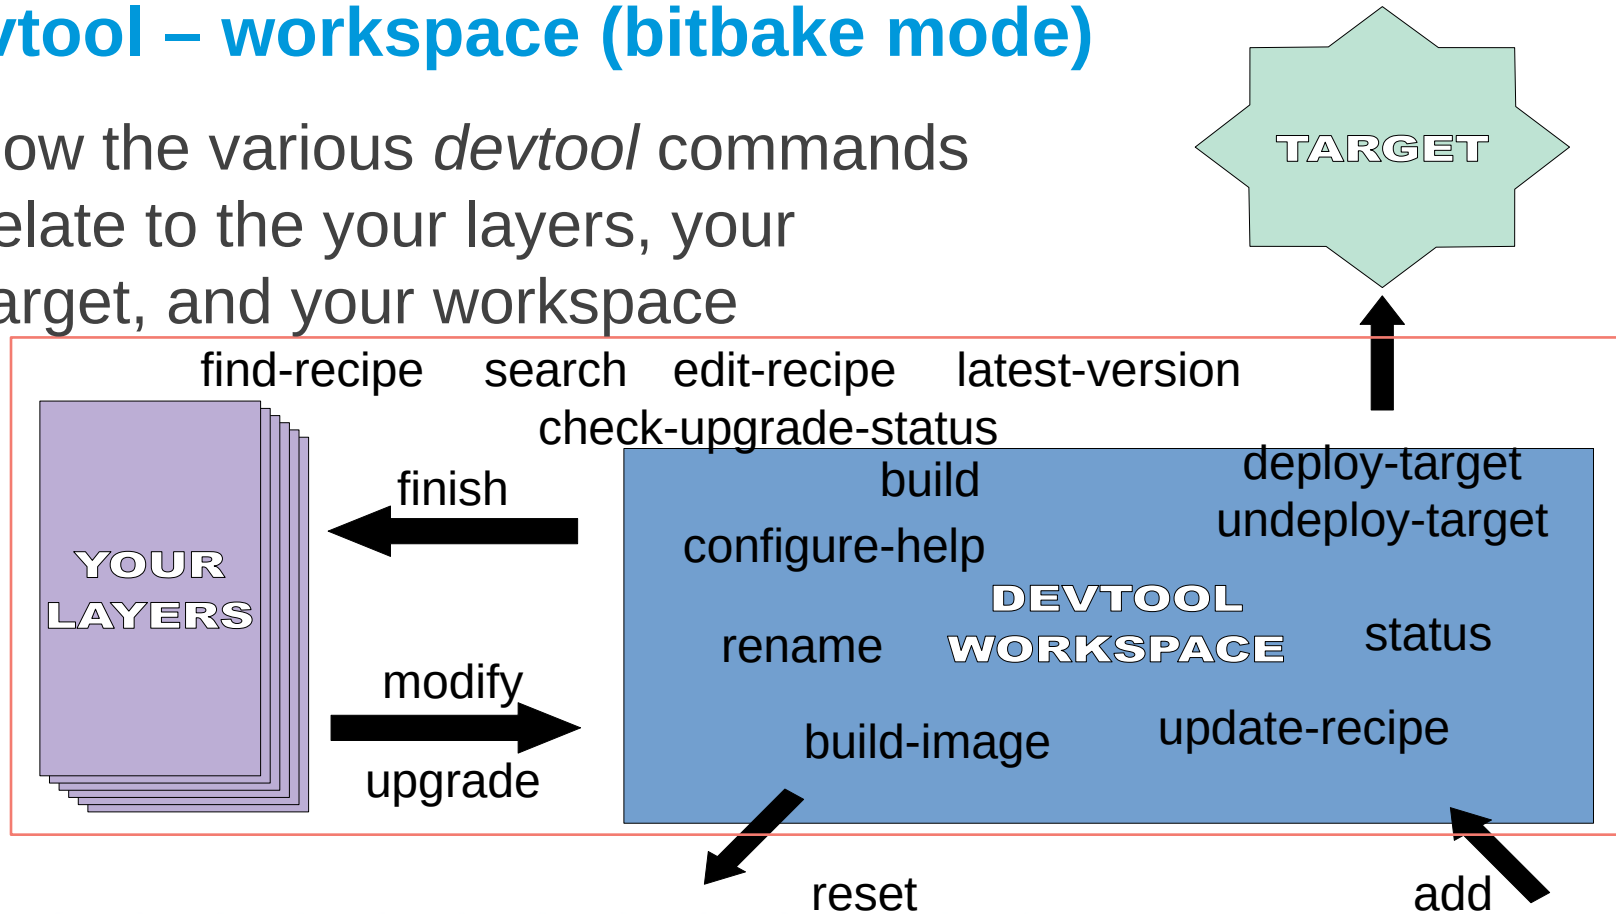 vtool – workspace (bitbake mode)
ow the various devtool commands
elate to the your layers, your
arget, and your workspace
TARGET
find-recipe search edit-recipe latest-version
check-upgrade-status
finish
build
deploy-target
undeploy-target
configure-help
YOUR
LAYERS
DEVTOOL
WORKSPACE
rename
status
modify
upgrade
build-image
update-recipe
reset
add